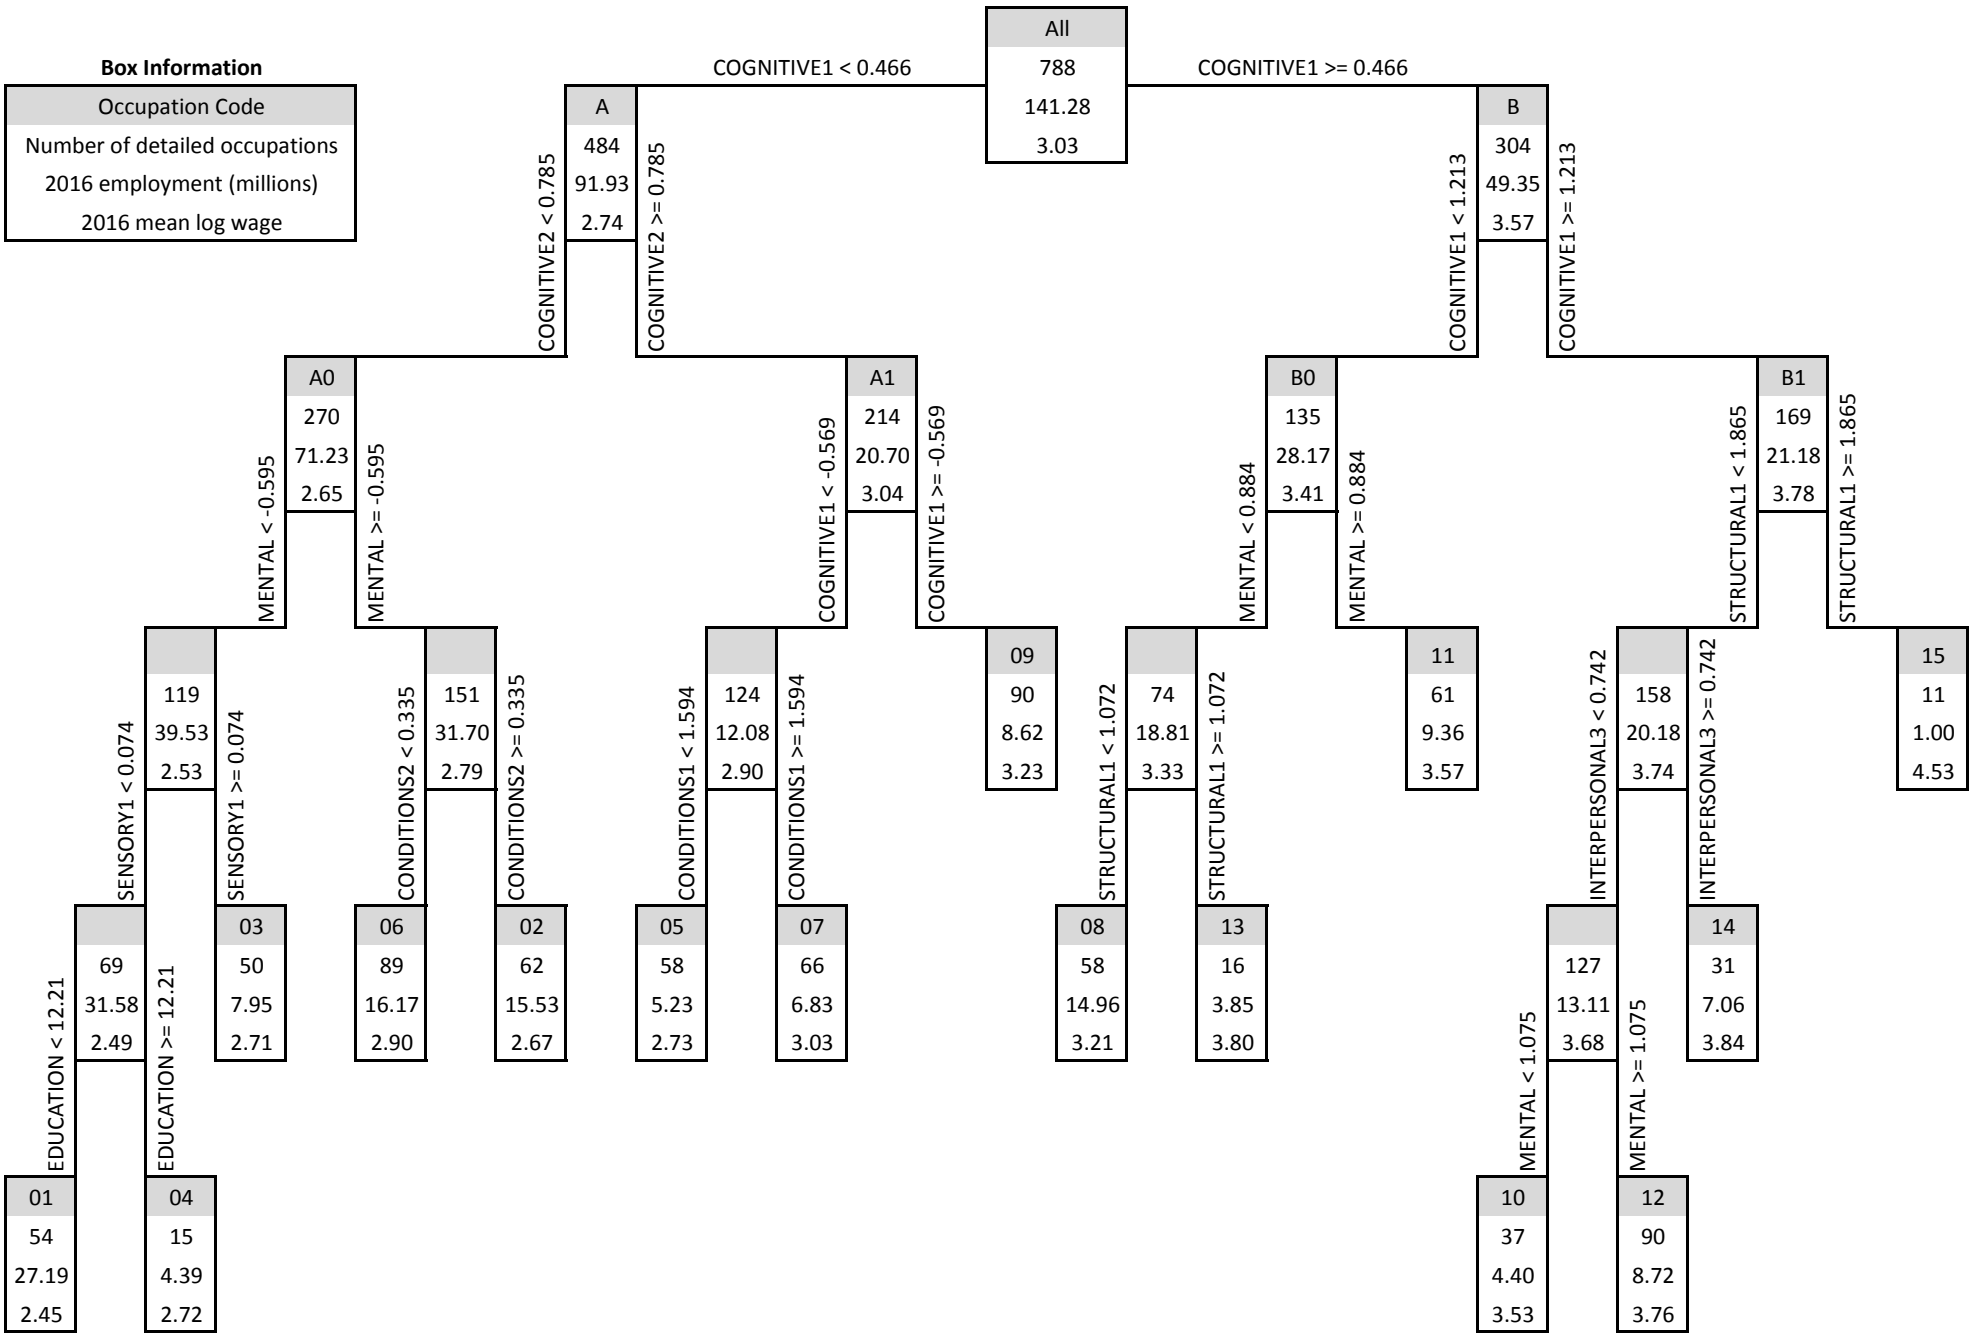 All
Box Information
COGNITIVE1 < 0.466
788
COGNITIVE1 >= 0.466
Occupation Code
Number of detailed occupations
2016 employment (millions)
2016 mean log wage
141.28
3.03
A
484
91.93
2.74
COGNITIVE2 < 0.785
COGNITIVE2 >= 0.785
B
304
49.35
3.57
COGNITIVE1 < 1.213
COGNITIVE1 >= 1.213
A0
270
71.23
2.65
MENTAL < -0.595
MENTAL >= -0.595
A1
214
20.70
3.04
COGNITIVE1 < -0.569
COGNITIVE1 >= -0.569
B0
135
28.17
3.41
MENTAL < 0.884
MENTAL >= 0.884
B1
169
21.18
3.78
STRUCTURAL1 < 1.865
STRUCTURAL1 >= 1.865
119
39.53
2.53
SENSORY1 < 0.074
SENSORY1 >= 0.074
151
31.70
2.79
CONDITIONS2 < 0.335
CONDITIONS2 >= 0.335
124
12.08
2.90
CONDITIONS1 < 1.594
CONDITIONS1 >= 1.594
09
90
8.62
3.23
74
18.81
3.33
STRUCTURAL1 < 1.072
STRUCTURAL1 >= 1.072
11
61
9.36
3.57
158
20.18
3.74
INTERPERSONAL3 < 0.742
INTERPERSONAL3 >= 0.742
15
11
1.00
4.53
69
31.58
2.49
EDUCATION < 12.21
EDUCATION >= 12.21
03
50
7.95
2.71
06
89
16.17
2.90
02
62
15.53
2.67
05
58
5.23
2.73
07
66
6.83
3.03
08
58
14.96
3.21
13
16
3.85
3.80
127
13.11
3.68
MENTAL < 1.075
MENTAL >= 1.075
14
31
7.06
3.84
01
54
27.19
2.45
04
15
4.39
2.72
10
37
4.40
3.53
12
90
8.72
3.76